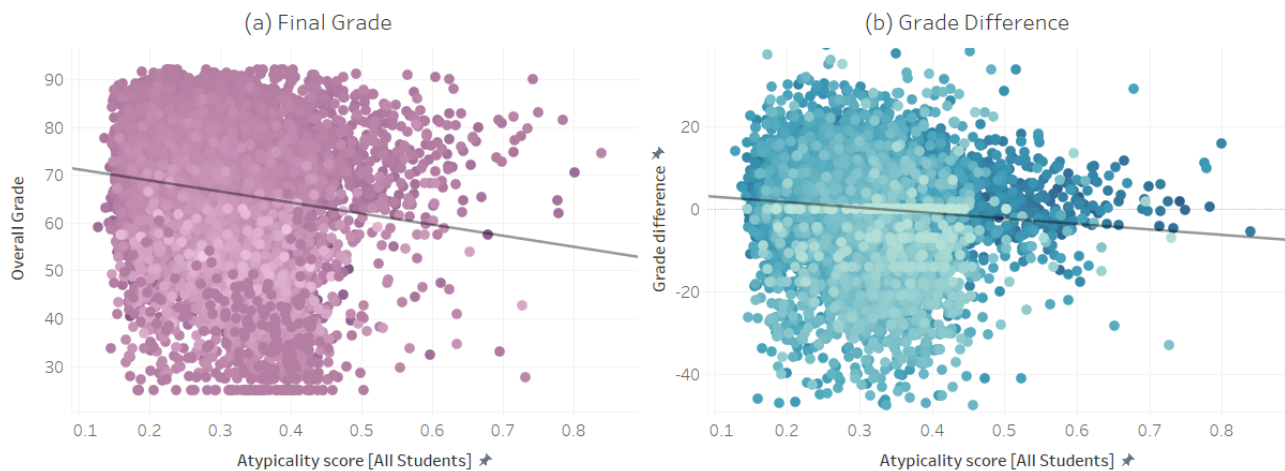 (a) Final Grade
90
80
70
60
50
40
30
Overall Grade
0.1 0.2 0.3 0.4 0.5 0.6 0.7 0.8
Atypicality score [All Students]
(b) Grade Difference
20
0
-20
-40
Grade difference
0.1 0.2 0.3 0.4 0.5 0.6 0.7 0.8
Atypicality score [All Students]